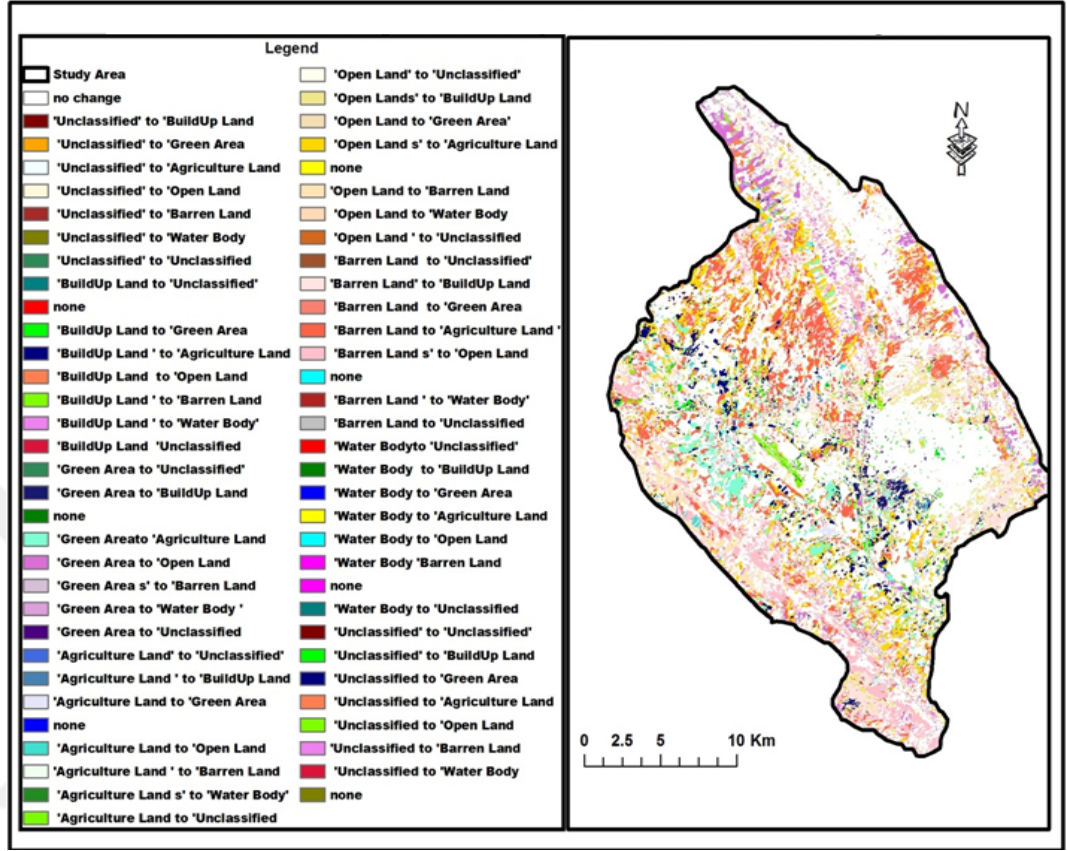 Legend
Study Area
no change
'Unclassified' to 'BuildUp Land
'Unclassified' to 'Green Area
'Unclassified' to 'Agriculture Land
'Unclassified' to 'Open Land
'Unclassified' to 'Barren Land
'Unclassified' to 'Water Body
'Unclassified' to 'Unclassified
'BuildUp Land to 'Unclassified'
none
'BuildUp Land to 'Green Area
'BuildUp Land ' to 'Agriculture Land
'BuildUp Land  to 'Open Land
'BuildUp Land ' to 'Barren Land
'BuildUp Land ' to 'Water Body'
'BuildUp Land  'Unclassified
'Green Area to 'Unclassified'
'Green Area to 'BuildUp Land
none
'Green Areato 'Agriculture Land
'Green Area to 'Open Land
'Green Area s' to 'Barren Land
'Green Area to 'Water Body '
'Green Area to 'Unclassified
'Agriculture Land' to 'Unclassified'
'Agriculture Land ' to 'BuildUp Land
'Agriculture Land to 'Green Area
none
'Agriculture Land to 'Open Land
'Agriculture Land ' to 'Barren Land
'Agriculture Land s' to 'Water Body'
'Agriculture Land to 'Unclassified
'Open Land' to 'Unclassified'
'Open Lands' to 'BuildUp Land
'Open Land to 'Green Area'
'Open Land s' to 'Agriculture Land
none
'Open Land to 'Barren Land
'Open Land to 'Water Body
'Open Land ' to 'Unclassified
'Barren Land  to 'Unclassified'
'Barren Land' to 'BuildUp Land
'Barren Land  to 'Green Area
'Barren Land to 'Agriculture Land '
'Barren Land s' to 'Open Land
none
'Barren Land ' to 'Water Body'
'Barren Land to 'Unclassified
'Water Bodyto 'Unclassified'
'Water Body  to 'BuildUp Land
'Water Body to 'Green Area
'Water Body to 'Agriculture Land
'Water Body to 'Open Land
'Water Body 'Barren Land
none
'Water Body to 'Unclassified
'Unclassified' to 'Unclassified'
'Unclassified' to 'BuildUp Land
'Unclassified to 'Green Area
'Unclassified to 'Agriculture Land
'Unclassified to 'Open Land
'Unclassified to 'Barren Land
'Unclassified to 'Water Body
none
N
0 2.5 5 10 Km